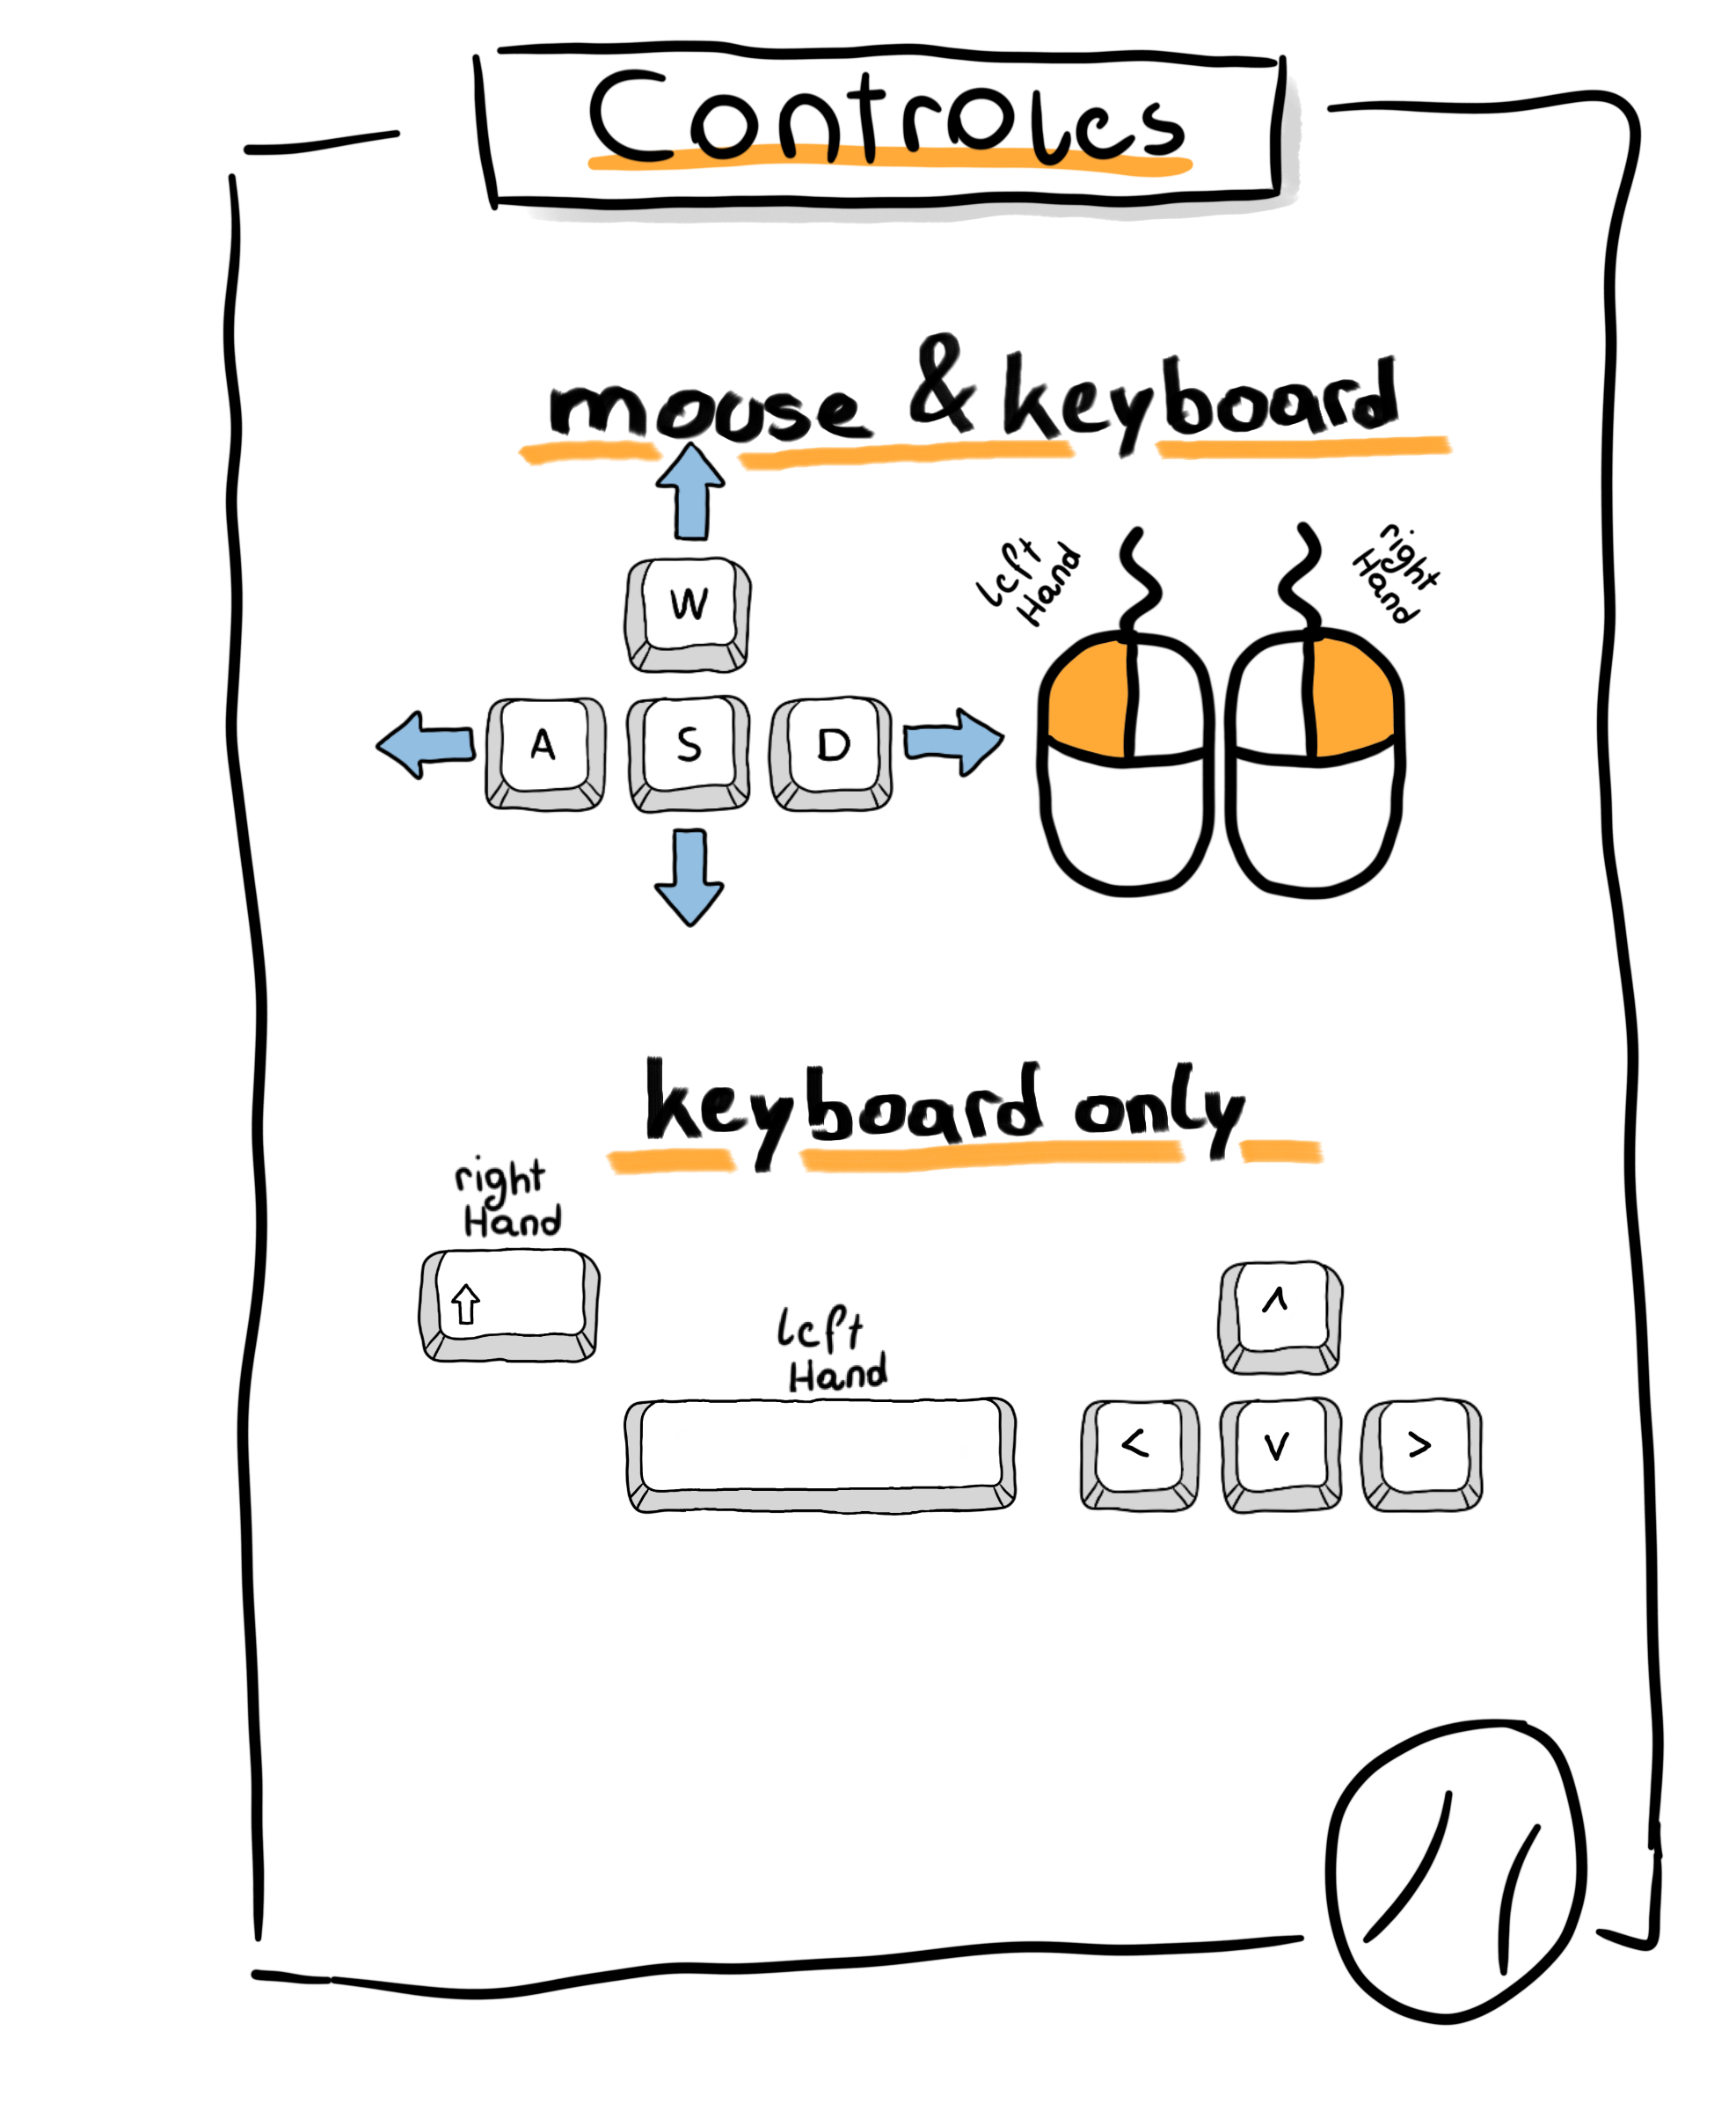 Controles
mouse & keyboard
left
Hand
right
Hand
W
A S D
keyboard only
right
Hand
left
Hand
^
< v >